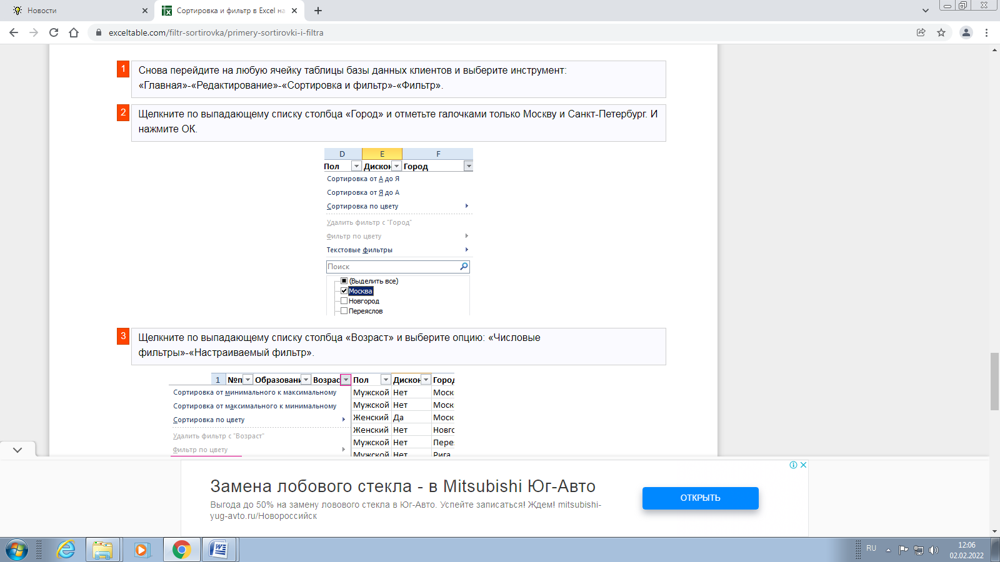 Новости
Сортировка и фильтр в Excel на
exceltable.com/filtr-sortirovka/primery-sortirovki-i-filtra
1
Снова перейдите на любую ячейку таблицы базы данных клиентов и выберите инструмент:
«Главная»-«Редактирование»-«Сортировка и фильтр»-«Фильтр».
2
Щелкните по выпадающему списку столбца «Город» и отметьте галочками только Москву и Санкт-Петербург. И
нажмите ОК.
D E F
Пол Дискон Город
Сортировка от А до Я
Сортировка от Я до А
Сортировка по цвету
Удалить фильтр с "Город"
Фильтр по цвету
Текстовые фильтры
Поиск
(Выделить все)
Москва
Новгород
Переяслов
3
Щелкните по выпадающему списку столбца «Возраст» и выберите опцию: «Числовые
фильтры»-«Настраиваемый фильтр».
1 №п Образовани Возрас Пол Дискон Город
Сортировка от минимального к максимальному Мужской Нет Моск
Сортировка от максимального к минимальному Мужской Нет Моск
Сортировка по цвету Женский Да Моск
Женский Нет Новго
Удалить фильтр с "Возраст" Мужской Нет Пере
Фильтр по цвету Мужской Нет Рига
Замена лобового стекла - в Mitsubishi Юг-Авто
Выгода до 50% на замену ловового стекла в Юг-Авто. Успейте записаться! Ждем! mitsubishi-
yug-avto.ru/Новороссийск
ОТКРЫТЬ
RU
12:06
02.02.2022